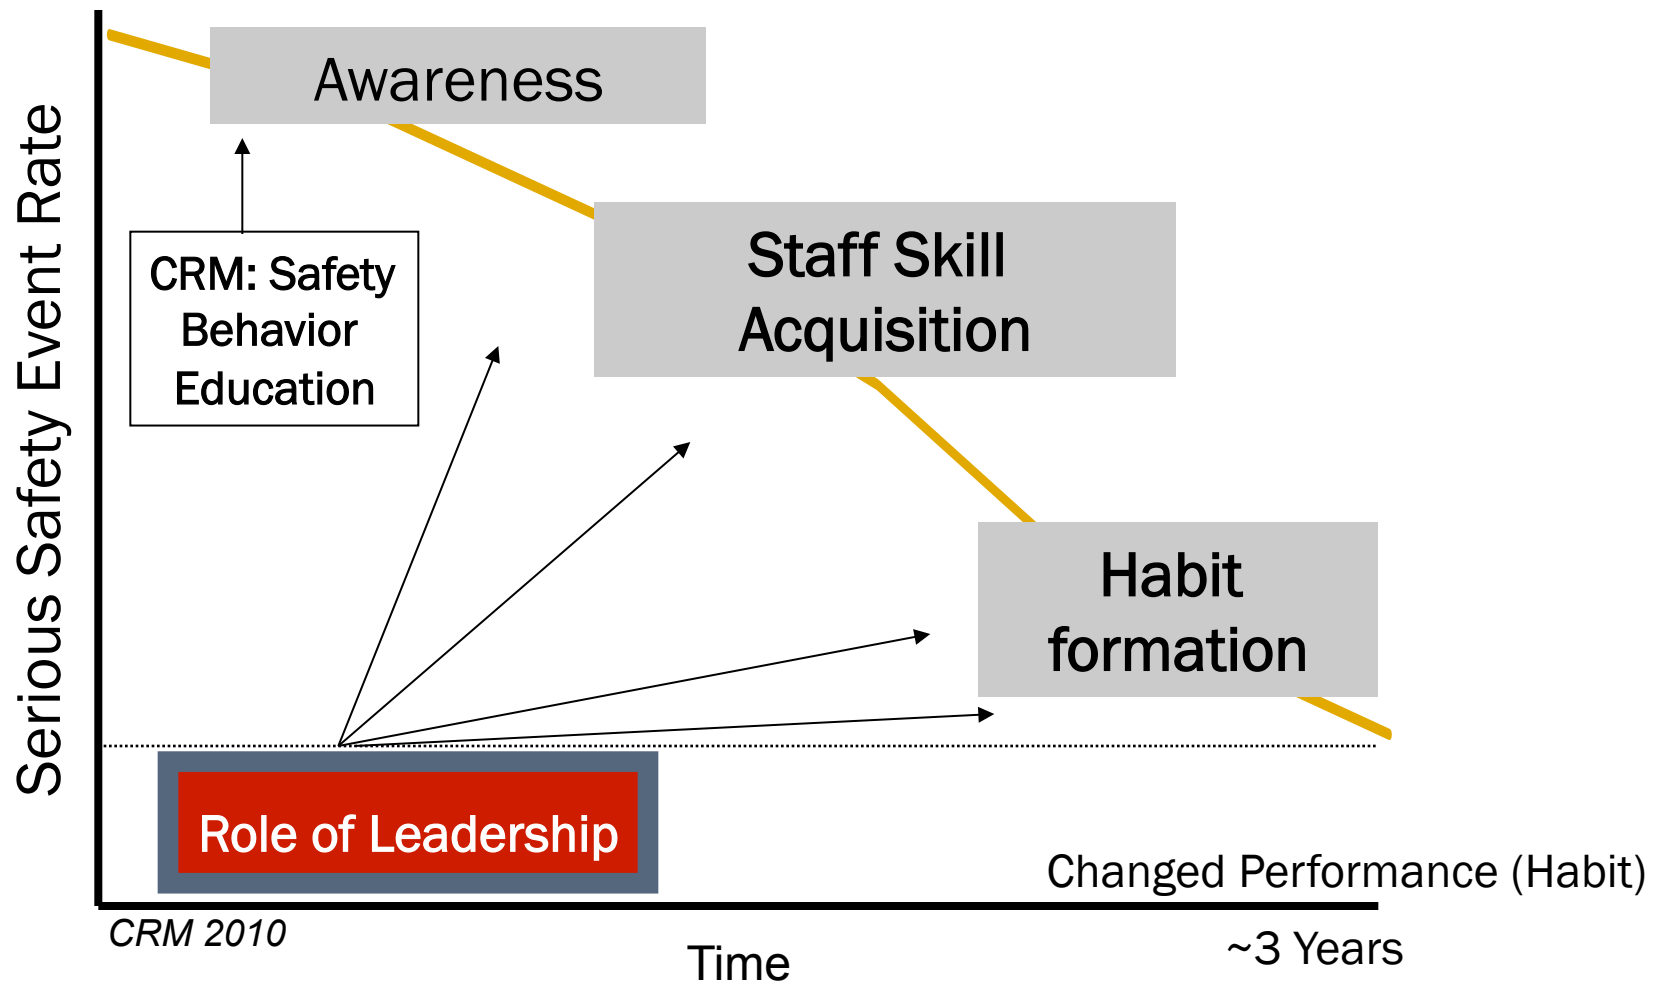 Serious Safety Event Rate
Awareness
CRM: Safety
Behavior
Education
Staff Skill
Acquisition
Habit
formation
Role of Leadership
Changed Performance (Habit)
CRM 2010
Time
~3 Years